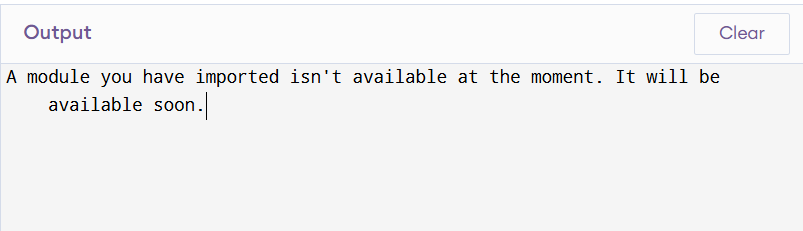 Output
Clear
A module you have imported isn't available at the moment. It will be
available soon.